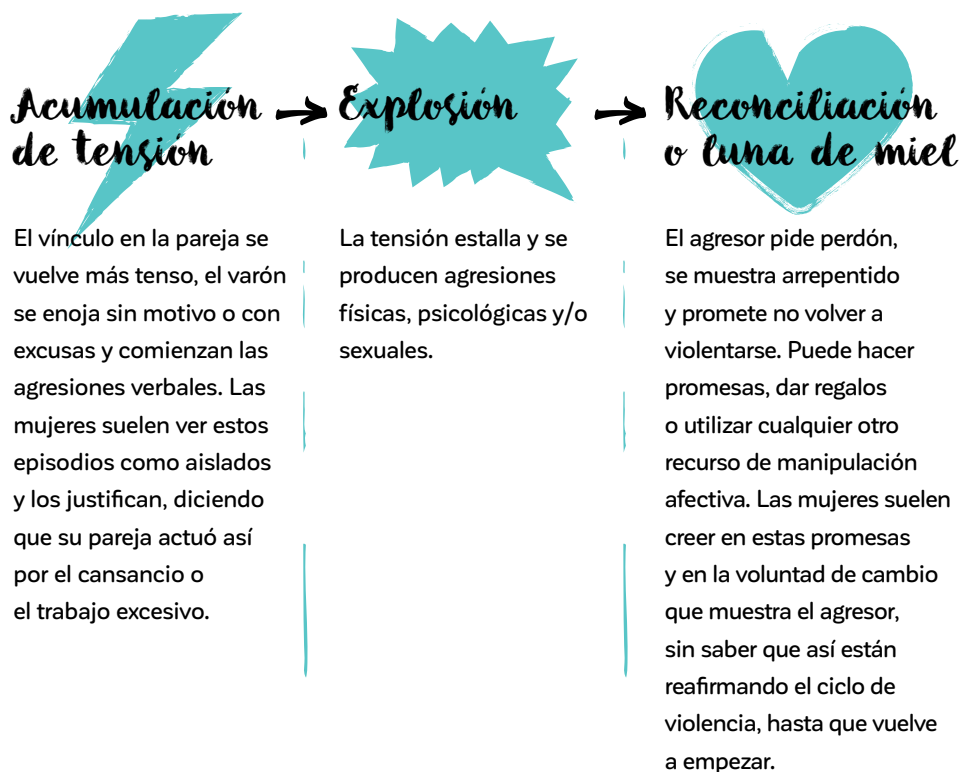 Acumulación
de tensión
El vínculo en la pareja se
vuelve más tenso, el varón
se enoja sin motivo o con
excusas y comienzan las
agresiones verbales. Las
mujeres suelen ver estos
episodios como aislados
y los justifican, diciendo
que su pareja actuó así
por el cansancio o
el trabajo excesivo.
Explosión
La tensión estalla y se
producen agresiones
físicas, psicológicas y/o
sexuales.
Reconciliación
o luna de miel
El agresor pide perdón,
se muestra arrepentido
y promete no volver a
violentarse. Puede hacer
promesas, dar regalos
o utilizar cualquier otro
recurso de manipulación
afectiva. Las mujeres suelen
creer en estas promesas
y en la voluntad de cambio
que muestra el agresor,
sin saber que así están
reafirmando el ciclo de
violencia, hasta que vuelve
a empezar.